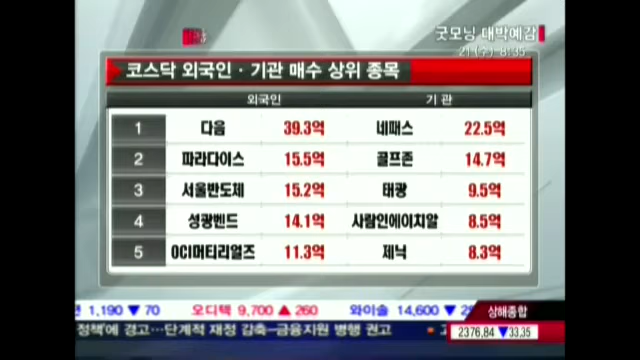 굿모닝 대박예감
21(수) 8:35
코스닥 외국인·기관 매수 상위 종목
외국인 기관
1 다음 39.3억 네패스 22.5억
2 파라다이스 15.5억 골프존 14.7억
3 서울반도체 15.2억 태광 9.5억
4 성광벤드 14.1억 사람인에이치알 8.5억
5 OCI머티리얼즈 11.3억 제닉 8.3억
1,190 ▼ 70 오디텍 9,700 ▲ 260 와이솔 14,600 ▼
상해종합
정책'에 경고…단계적 재정 감축-금융지원 병행 권고
2376.84 ▼33.35